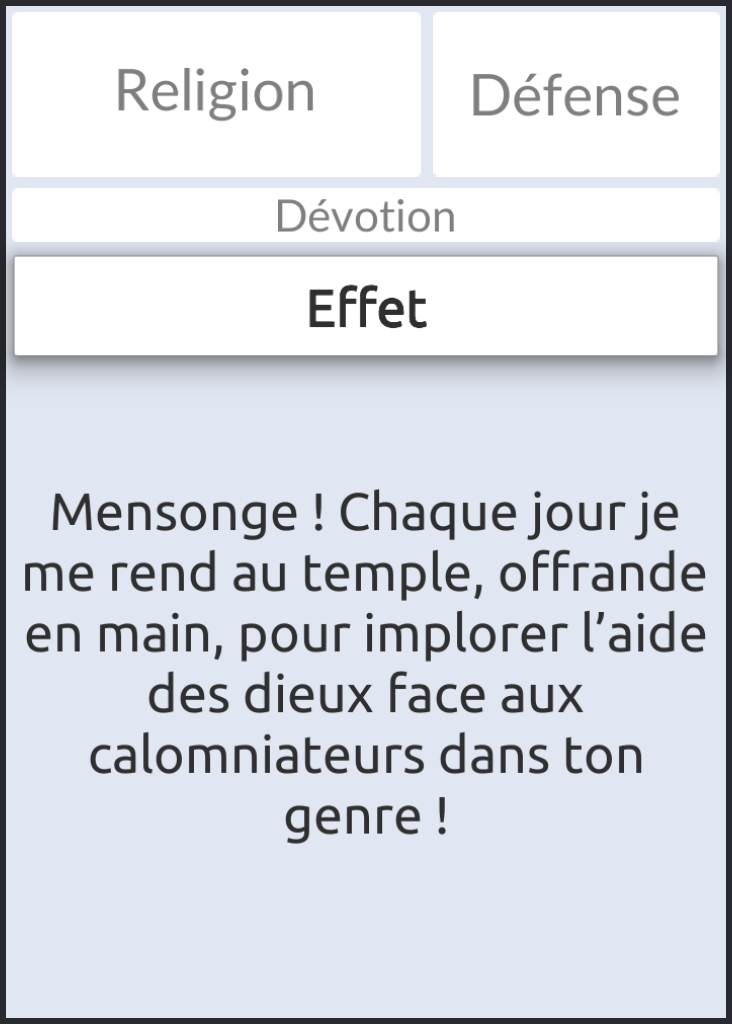 Religion
Défense
Dévotion
Effet
Mensonge ! Chaque jour je
me rend au temple, offrande
en main, pour implorer l’aide
des dieux face aux
calomniateurs dans ton
genre !